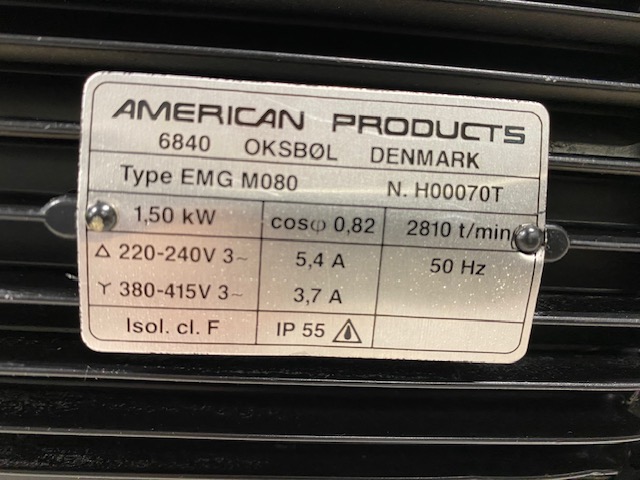 AMERICAN PRODUCTS
6840 OKSBØL DENMARK
Type EMG M080 N. H00070T
1,50 kW cosφ 0,82 2810 t/min
Δ 220-240V 3~ 5,4 A 50 Hz
Y 380-415V 3~ 3,7 A
Isol. cl. F IP 55